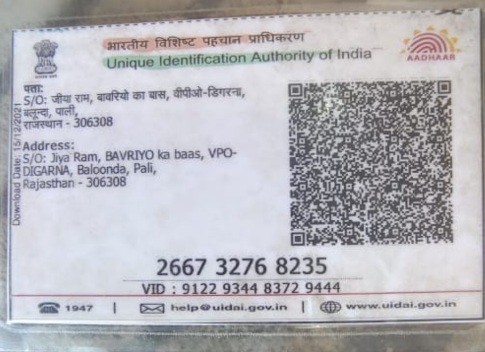 भारतीय विशिष्ट पहचान प्राधिकरण
Unique Identification Authority of India
AADHAAR
पता:
S/O: जीया राम, बावरियो का बास, वीपीओ-डिगरना,
बलून्दा, पाली,
राजस्थान - 306308
Address:
S/O: Jiya Ram, BAVRIYO ka baas, VPO-
DIGARNA, Baloonda, Pali,
Rajasthan - 306308
Download Date: 15/12/2021
2667 3276 8235
VID : 9122 9344 8372 9444
1947 | help@uidai.gov.in | www.uidai.gov.in